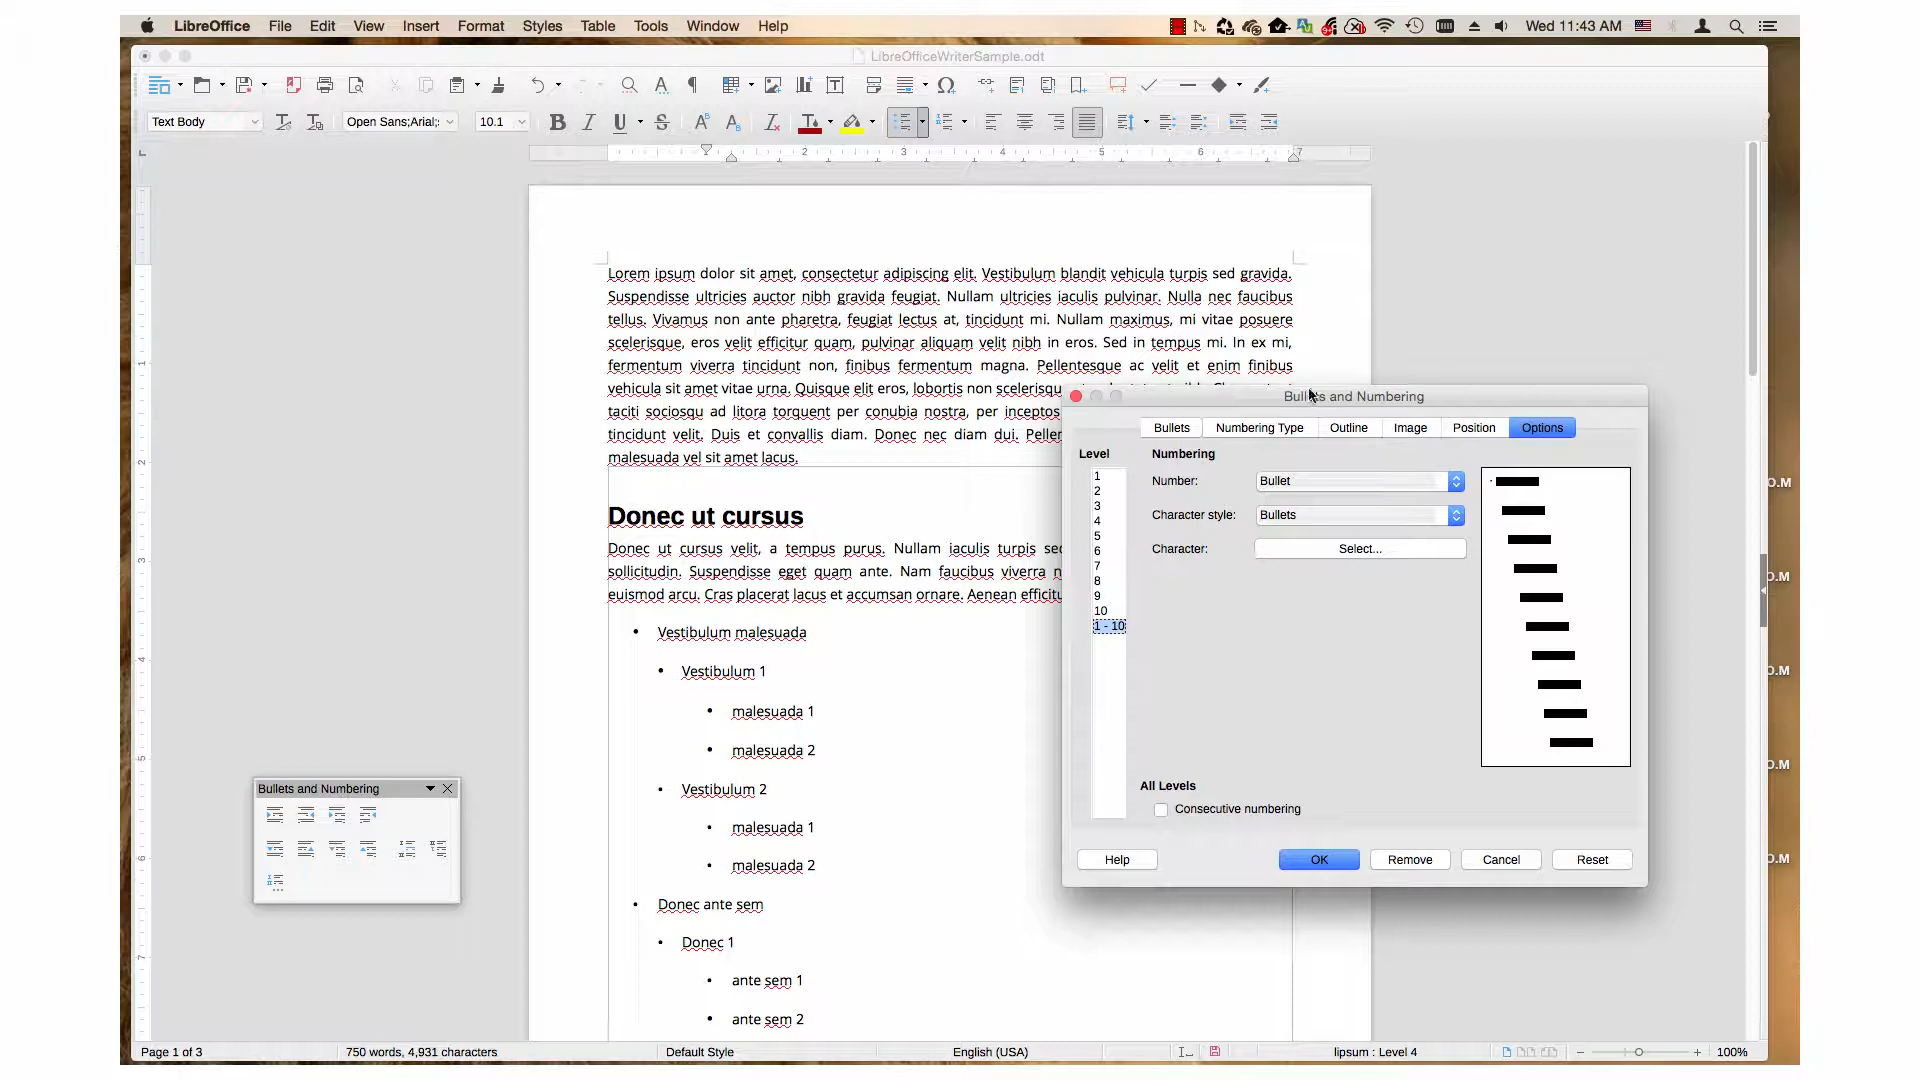 LibreOffice File Edit View Insert Format Styles Table Tools Window Help Wed 11:43 AM
LibreOfficeWriterSample.odt
Text Body Open Sans;Arial; 10.1
2 3 4 5 6 7
Lorem ipsum dolor sit amet, consectetur adipiscing elit. Vestibulum blandit vehicula turpis sed gravida.
Suspendisse ultricies auctor nibh gravida feugiat. Nullam ultricies iaculis pulvinar. Nulla nec faucibus
tellus. Vivamus non ante pharetra, feugiat lectus at, tincidunt mi. Nullam maximus, mi vitae posuere
scelerisque, eros velit efficitur quam, pulvinar aliquam velit nibh in eros. Sed in tempus mi. In ex mi,
fermentum viverra tincidunt non, finibus fermentum magna. Pellentesque ac velit et enim finibus
vehicula sit amet vitae urna. Quisque elit eros, lobortis non scelerisqu
taciti sociosqu ad litora torquent per conubia nostra, per inceptos
tincidunt velit. Duis et convallis diam. Donec nec diam dui. Peller
malesuada vel sit amet lacus.
Donec ut cursus
Donec ut cursus velit, a tempus purus. Nullam iaculis turpis sec
sollicitudin. Suspendisse eget quam ante. Nam faucibus viverra n
euismod arcu. Cras placerat lacus et accumsan ornare. Aenean efficitu
• Vestibulum malesuada
• Vestibulum 1
• malesuada 1
• malesuada 2
• Vestibulum 2
• malesuada 1
• malesuada 2
• Donec ante sem
• Donec 1
• ante sem 1
• ante sem 2
Bullets and Numbering
Bullets and Numbering
Bullets Numbering Type Outline Image Position Options
Level
1
2
3
4
5
6
7
8
9
10
1 - 10
Numbering
Number: Bullet
Character style: Bullets
Character: Select...
All Levels
Consecutive numbering
Help OK Remove Cancel Reset
O.M
O.M
O.M
O.M
Page 1 of 3 750 words, 4,931 characters Default Style English (USA) lipsum : Level 4 100%